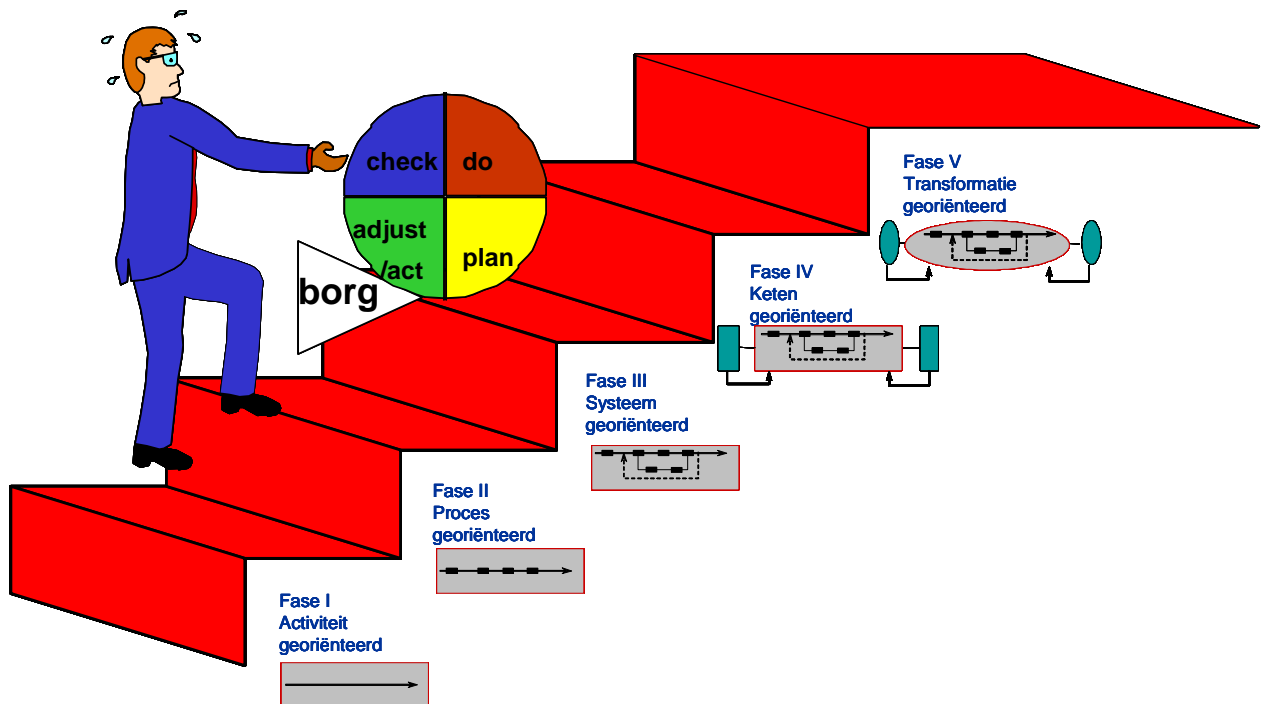 check
do
adjust
/act
plan
borg
Fase V
Transformatie
georiënteerd
Fase IV
Keten
georiënteerd
Fase III
Systeem
georiënteerd
Fase II
Proces
georiënteerd
Fase I
Activiteit
georiënteerd